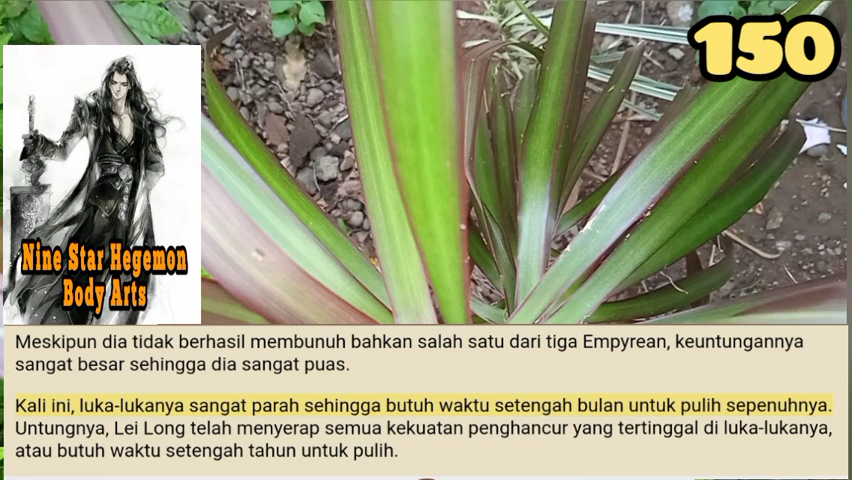 150
Nine Star Hegemon
Body Arts
Meskipun dia tidak berhasil membunuh bahkan salah satu dari tiga Empyrean, keuntungannya
sangat besar sehingga dia sangat puas.
Kali ini, luka-lukanya sangat parah sehingga butuh waktu setengah bulan untuk pulih sepenuhnya.
Untungnya, Lei Long telah menyerap semua kekuatan penghancur yang tertinggal di luka-lukanya,
atau butuh waktu setengah tahun untuk pulih.